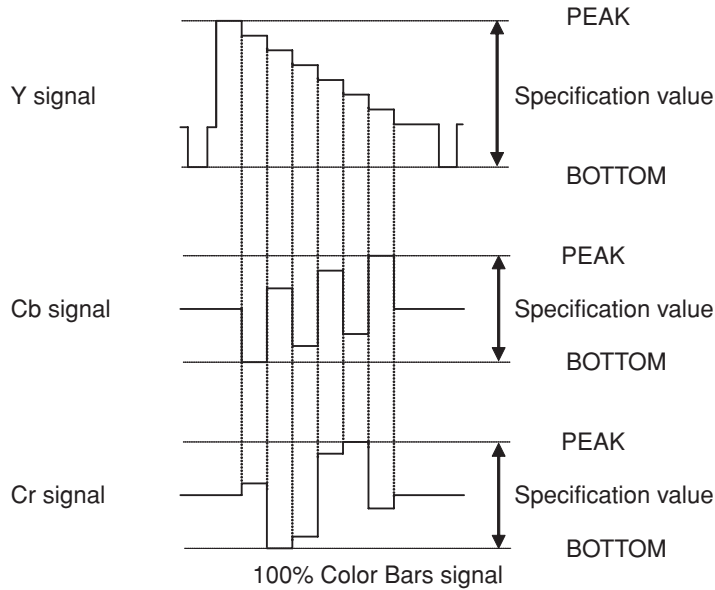 PEAK
Y signal
Specification value
BOTTOM
PEAK
Cb signal
Specification value
BOTTOM
PEAK
Cr signal
Specification value
BOTTOM
100% Color Bars signal